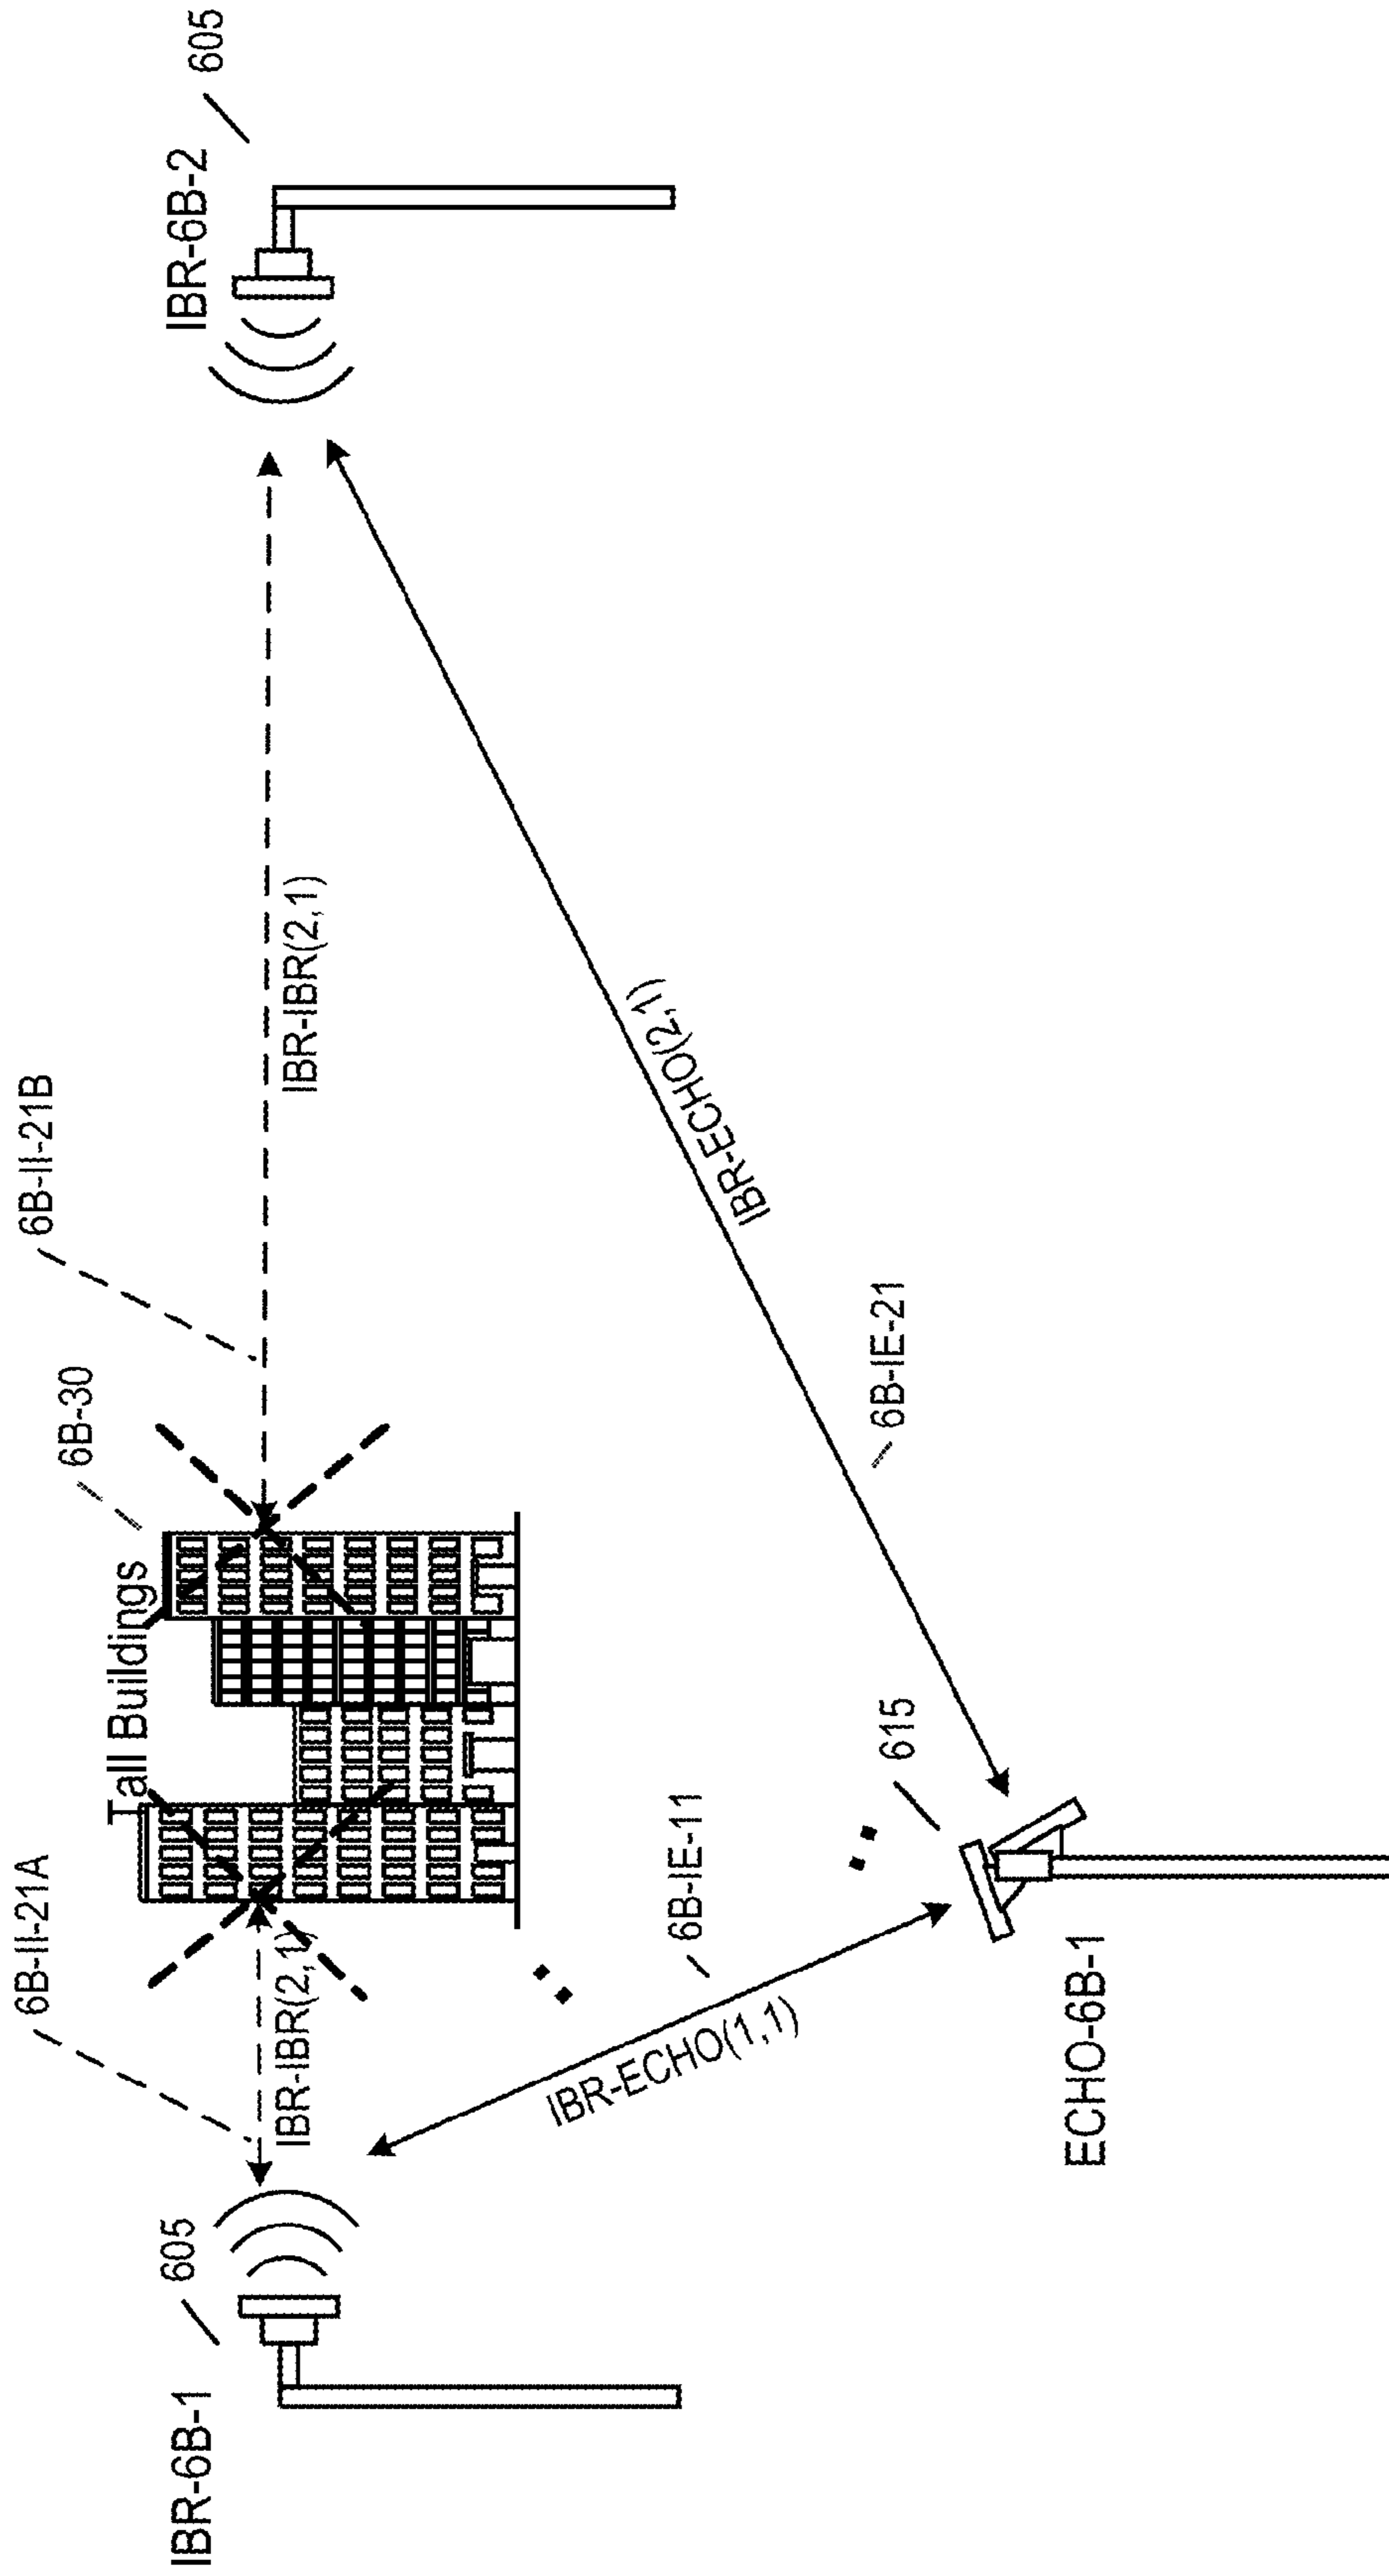 6B-II-21A
6B-30
6B-II-21B
Tall Buildings
IBR-6B-1
605
IBR-6B-2
605
IBR-IBR(2,1)
IBR-IBR(2,1)
IBR-ECHO(1,1)
6B-IE-11
IBR-ECHO(2,1)
6B-IE-21
615
ECHO-6B-1